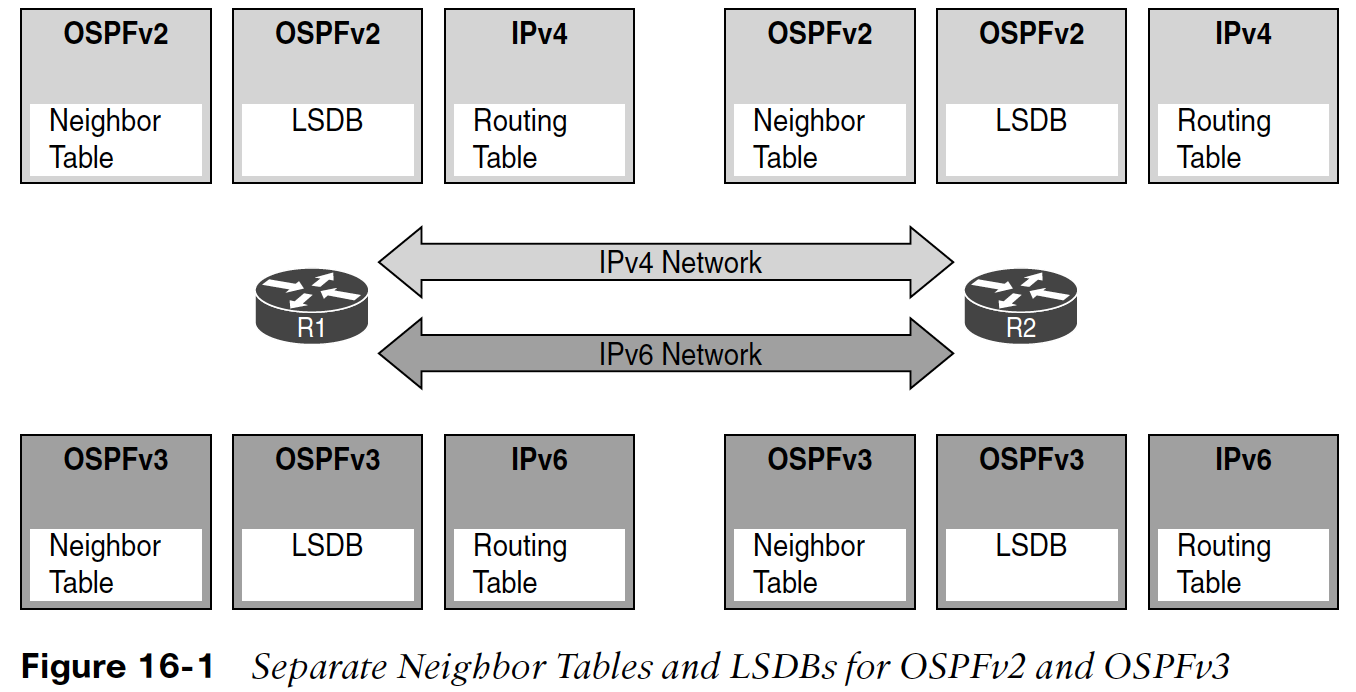 OSPFv2 OSPFv2 IPv4 OSPFv2 OSPFv2 IPv4
Neighbor LSDB Routing Neighbor LSDB Routing
Table Table Table Table
IPv4 Network
R1 R2
IPv6 Network
OSPFv3 OSPFv3 IPv6 OSPFv3 OSPFv3 IPv6
Neighbor LSDB Routing Neighbor LSDB Routing
Table Table Table Table
Figure 16-1 Separate Neighbor Tables and LSDBs for OSPFv2 and OSPFv3